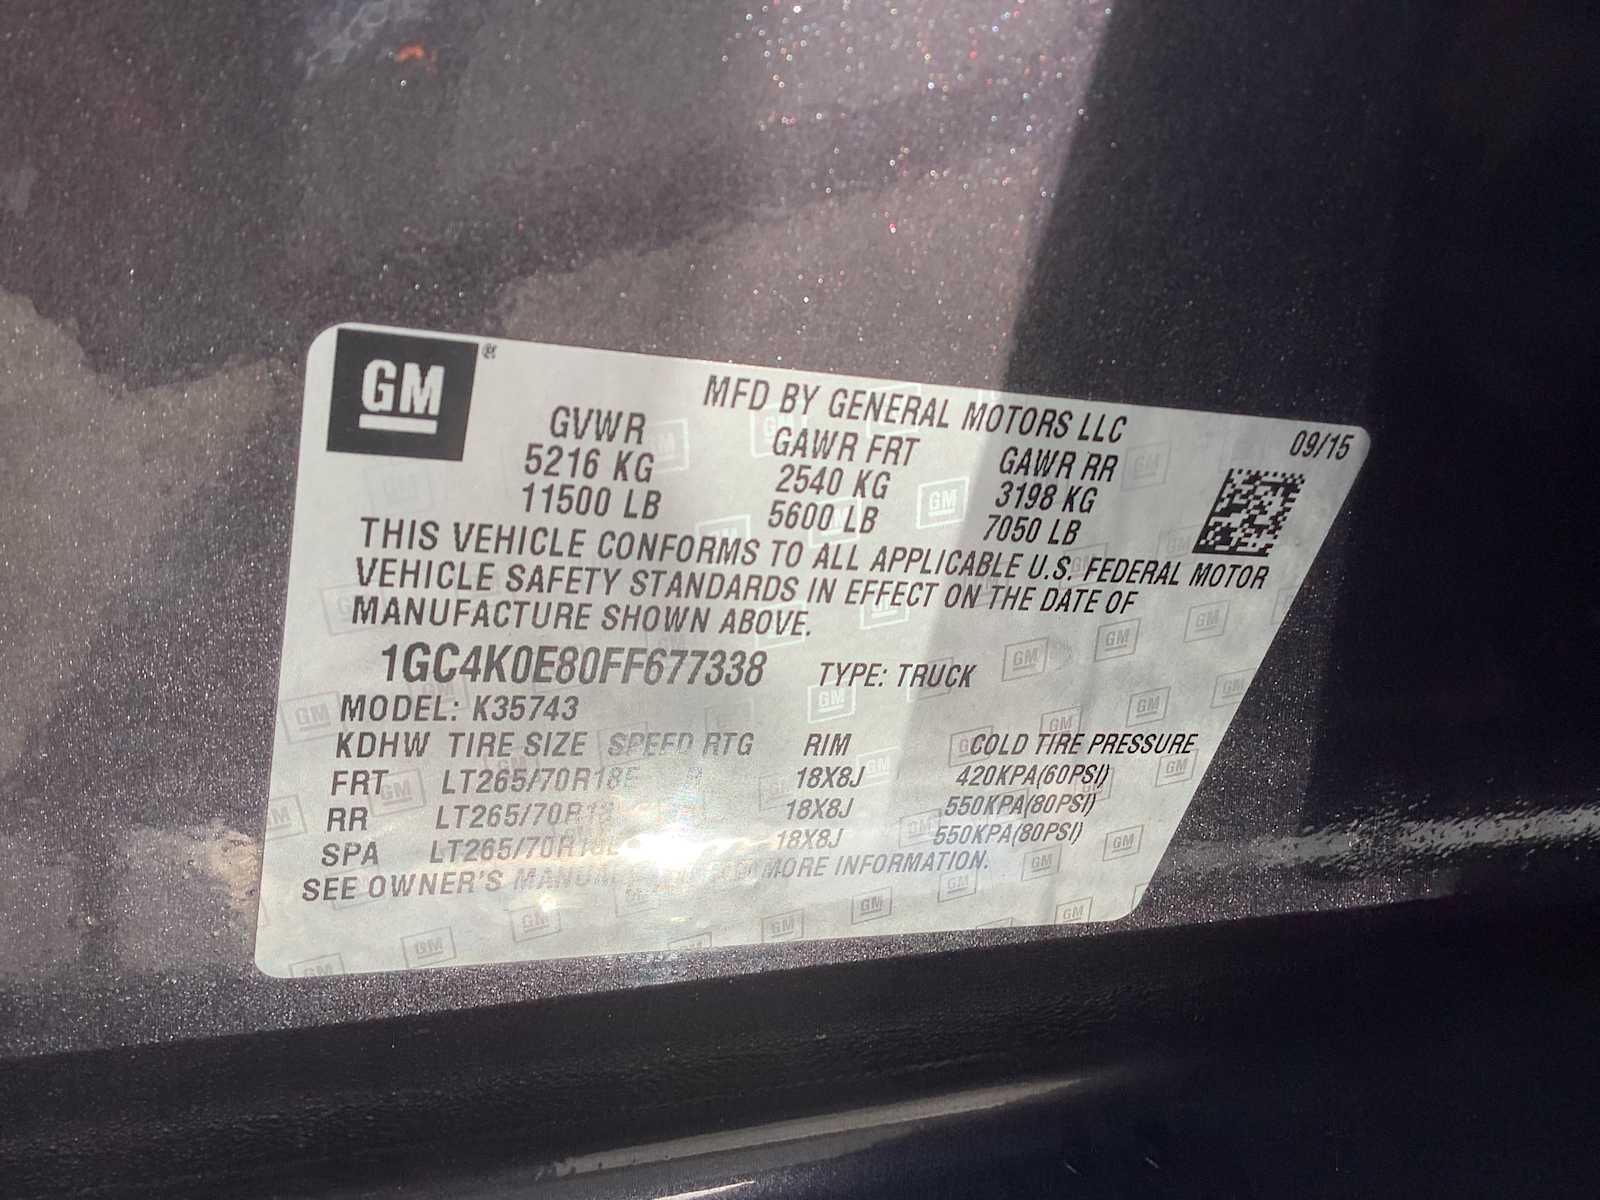 GM®
MFD BY GENERAL MOTORS LLC
09/15
GVWR GAWR FRT GAWR RR
5216 KG 2540 KG 3198 KG
11500 LB 5600 LB 7050 LB
THIS VEHICLE CONFORMS TO ALL APPLICABLE U.S. FEDERAL MOTOR
VEHICLE SAFETY STANDARDS IN EFFECT ON THE DATE OF
MANUFACTURE SHOWN ABOVE.
1GC4K0E80FF677338 TYPE: TRUCK
MODEL: K35743
KDHW TIRE SIZE SPEED RTG RIM COLD TIRE PRESSURE
FRT LT265/70R18E 18X8J 420KPA(60PSI)
RR 18X8J 550KPA(80PSI)
SPA 18X8J 550KPA(80PSI)
SEE OWNER'S MANUAL MORE INFORMATION.